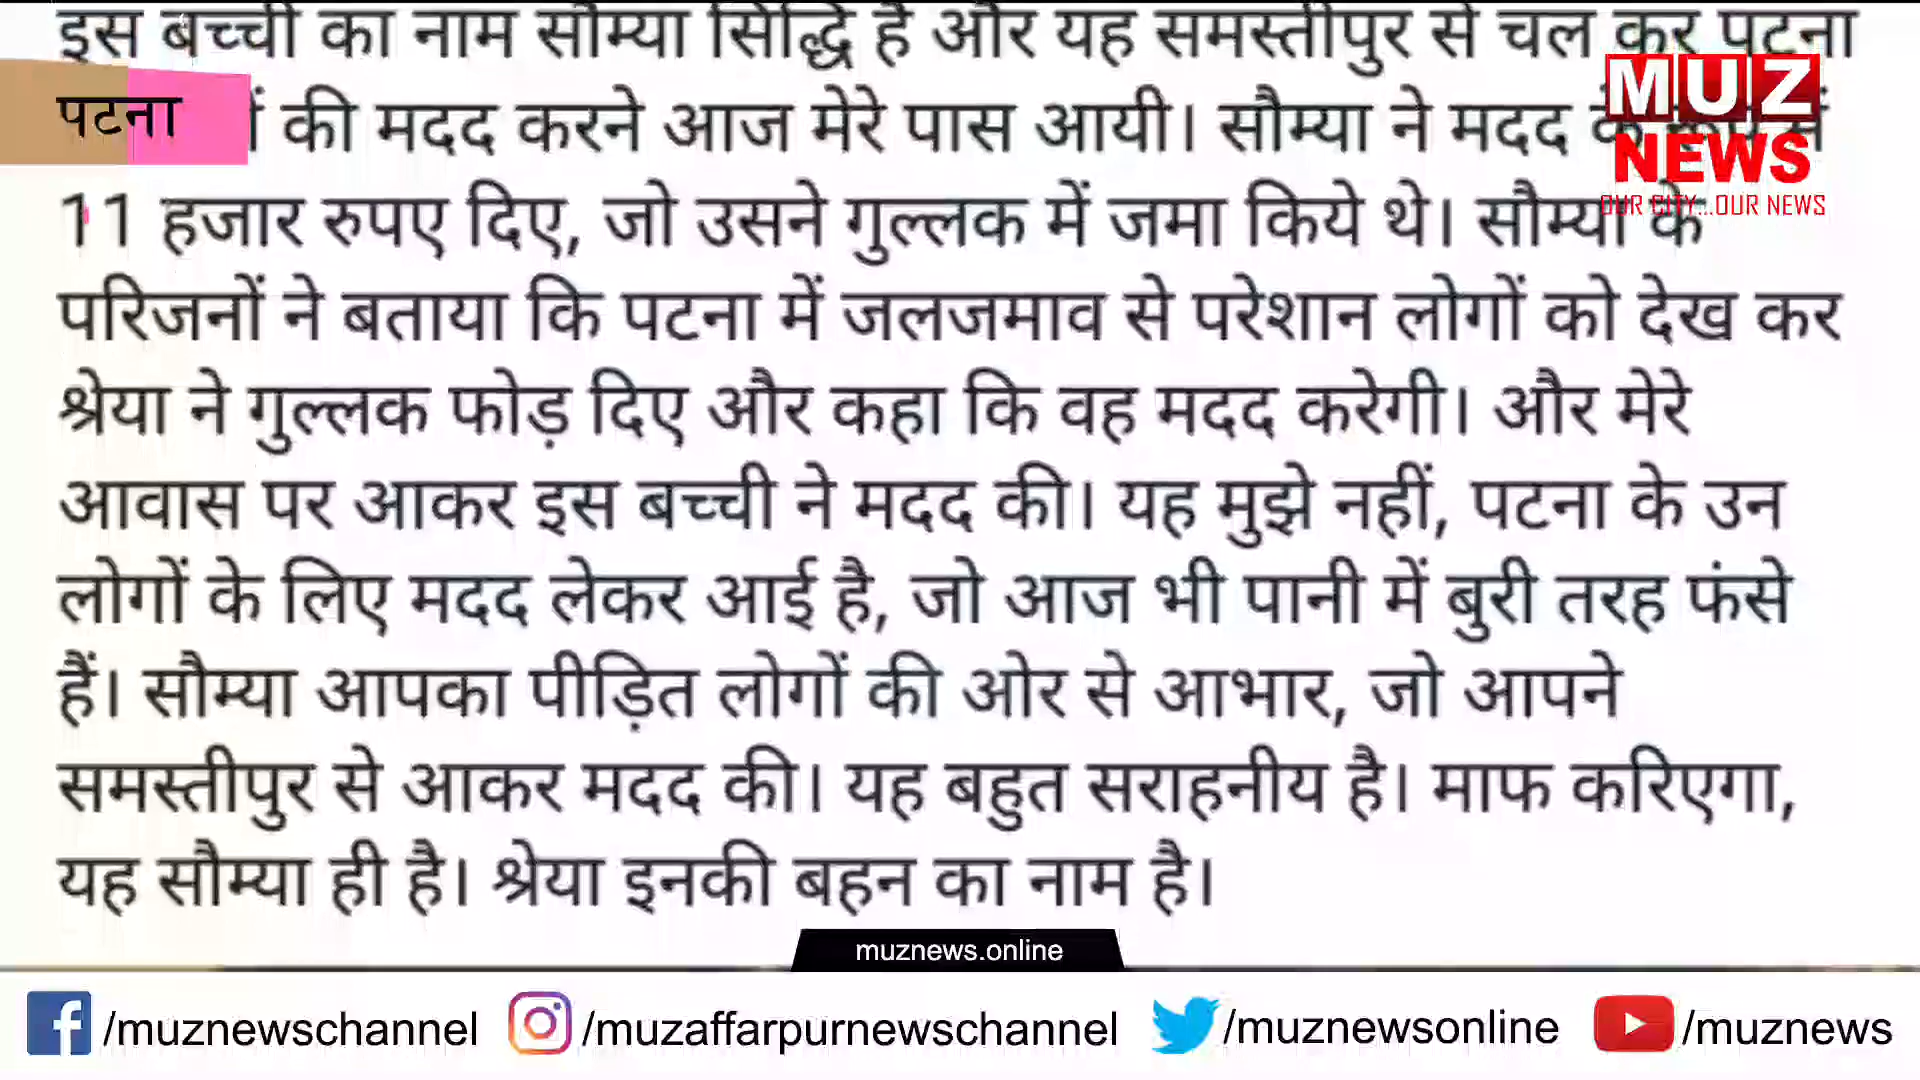 इस बच्ची का नाम सौम्या सिद्धि है और यह समस्तीपुर से चल कर पटना
पटना
की मदद करने आज मेरे पास आयी। सौम्या ने मदद के रूप में
11 हजार रुपए दिए, जो उसने गुल्लक में जमा किये थे। सौम्या के
परिजनों ने बताया कि पटना में जलजमाव से परेशान लोगों को देख कर
श्रेया ने गुल्लक फोड़ दिए और कहा कि वह मदद करेगी। और मेरे
आवास पर आकर इस बच्ची ने मदद की। यह मुझे नहीं, पटना के उन
लोगों के लिए मदद लेकर आई है, जो आज भी पानी में बुरी तरह फंसे
हैं। सौम्या आपका पीड़ित लोगों की ओर से आभार, जो आपने
समस्तीपुर से आकर मदद की। यह बहुत सराहनीय है। माफ करिएगा,
यह सौम्या ही है। श्रेया इनकी बहन का नाम है।
MUZ
NEWS
OUR CITY...OUR NEWS
muznews.online
/muznewschannel
/muzaffarpurnewschannel
/muznewsonline
/muznews